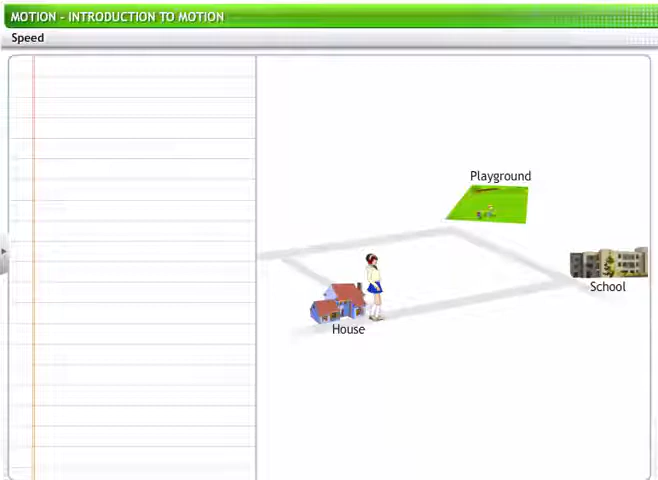 MOTION - INTRODUCTION TO MOTION
Speed
Playground
School
House